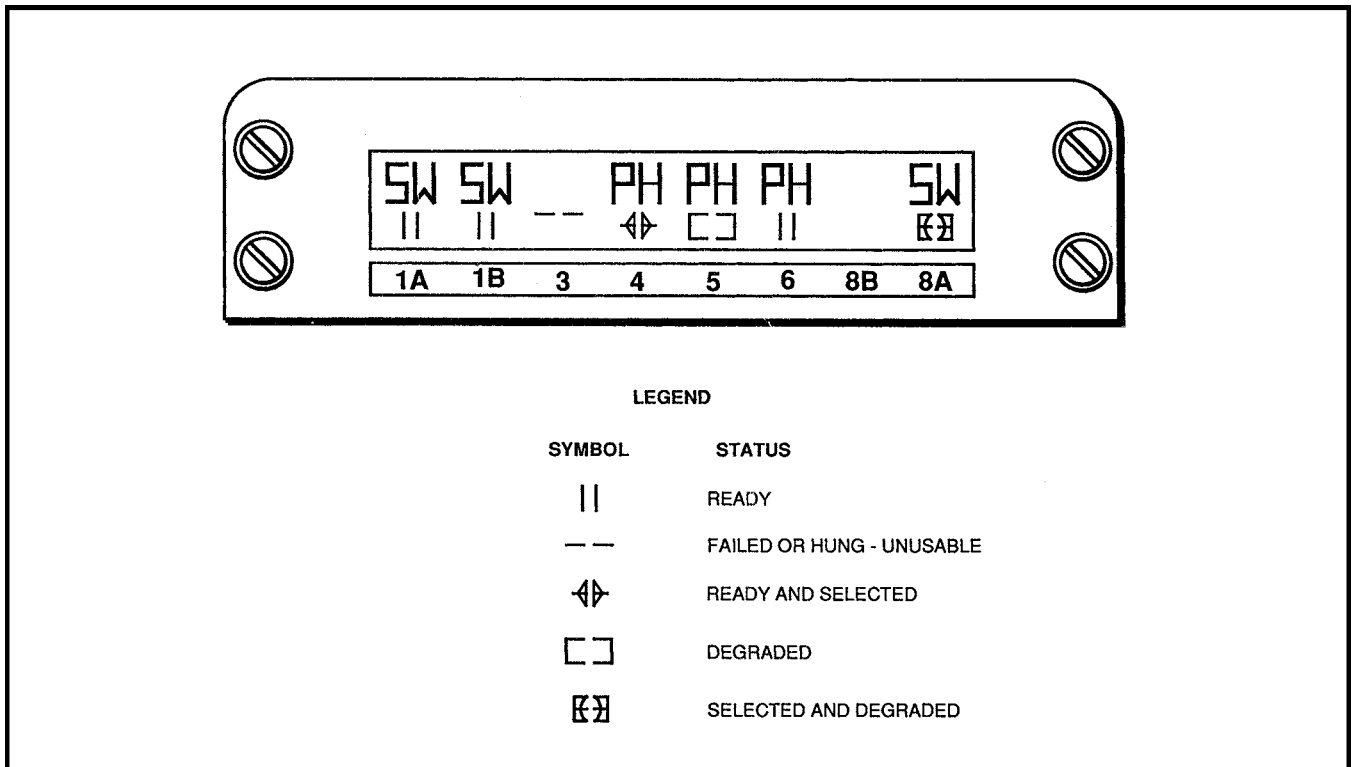 SW SW PH PH PH SW
1A 1B 3 4 5 6 8B 8A
LEGEND
SYMBOL STATUS
READY
FAILED OR HUNG - UNUSABLE
READY AND SELECTED
DEGRADED
SELECTED AND DEGRADED